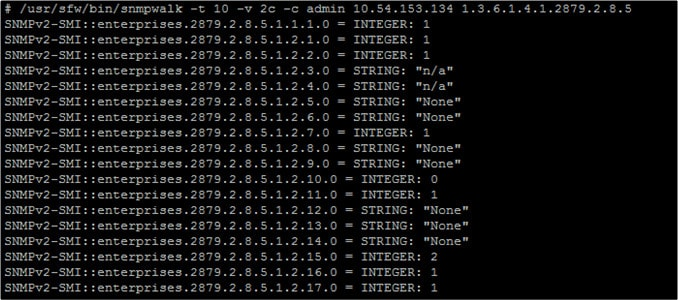 # /usr/sfw/bin/snmpwalk -t 10 -v 2c -c admin 10.54.153.134 1.3.6.1.4.1.2879.2.8.5
SNMPv2-SMI::enterprises.2879.2.8.5.1.1.1.0 = INTEGER: 1
SNMPv2-SMI::enterprises.2879.2.8.5.1.2.1.0 = INTEGER: 1
SNMPv2-SMI::enterprises.2879.2.8.5.1.2.2.0 = INTEGER: 1
SNMPv2-SMI::enterprises.2879.2.8.5.1.2.3.0 = STRING: "n/a"
SNMPv2-SMI::enterprises.2879.2.8.5.1.2.4.0 = STRING: "n/a"
SNMPv2-SMI::enterprises.2879.2.8.5.1.2.5.0 = STRING: "None"
SNMPv2-SMI::enterprises.2879.2.8.5.1.2.6.0 = STRING: "None"
SNMPv2-SMI::enterprises.2879.2.8.5.1.2.7.0 = INTEGER: 1
SNMPv2-SMI::enterprises.2879.2.8.5.1.2.8.0 = STRING: "None"
SNMPv2-SMI::enterprises.2879.2.8.5.1.2.9.0 = STRING: "None"
SNMPv2-SMI::enterprises.2879.2.8.5.1.2.10.0 = INTEGER: 0
SNMPv2-SMI::enterprises.2879.2.8.5.1.2.11.0 = INTEGER: 1
SNMPv2-SMI::enterprises.2879.2.8.5.1.2.12.0 = STRING: "None"
SNMPv2-SMI::enterprises.2879.2.8.5.1.2.13.0 = STRING: "None"
SNMPv2-SMI::enterprises.2879.2.8.5.1.2.14.0 = STRING: "None"
SNMPv2-SMI::enterprises.2879.2.8.5.1.2.15.0 = INTEGER: 2
SNMPv2-SMI::enterprises.2879.2.8.5.1.2.16.0 = INTEGER: 1
SNMPv2-SMI::enterprises.2879.2.8.5.1.2.17.0 = INTEGER: 1